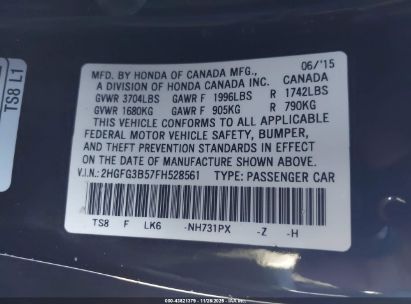 TS8 L1
MFD. BY HONDA OF CANADA MFG., 06/'15
A DIVISION OF HONDA CANADA INC. CANADA
GVWR 3704LBS GAWR F 1996LBS R 1742LBS
GVWR 1680KG GAWR F 905KG R 790KG
THIS VEHICLE CONFORMS TO ALL APPLICABLE
FEDERAL MOTOR VEHICLE SAFETY, BUMPER,
AND THEFT PREVENTION STANDARDS IN EFFECT
ON THE DATE OF MANUFACTURE SHOWN ABOVE.
V.I.N.: 2HGFG3B57FH528561 TYPE: PASSENGER CAR
TS8 F LK6 -NH731PX -Z -H